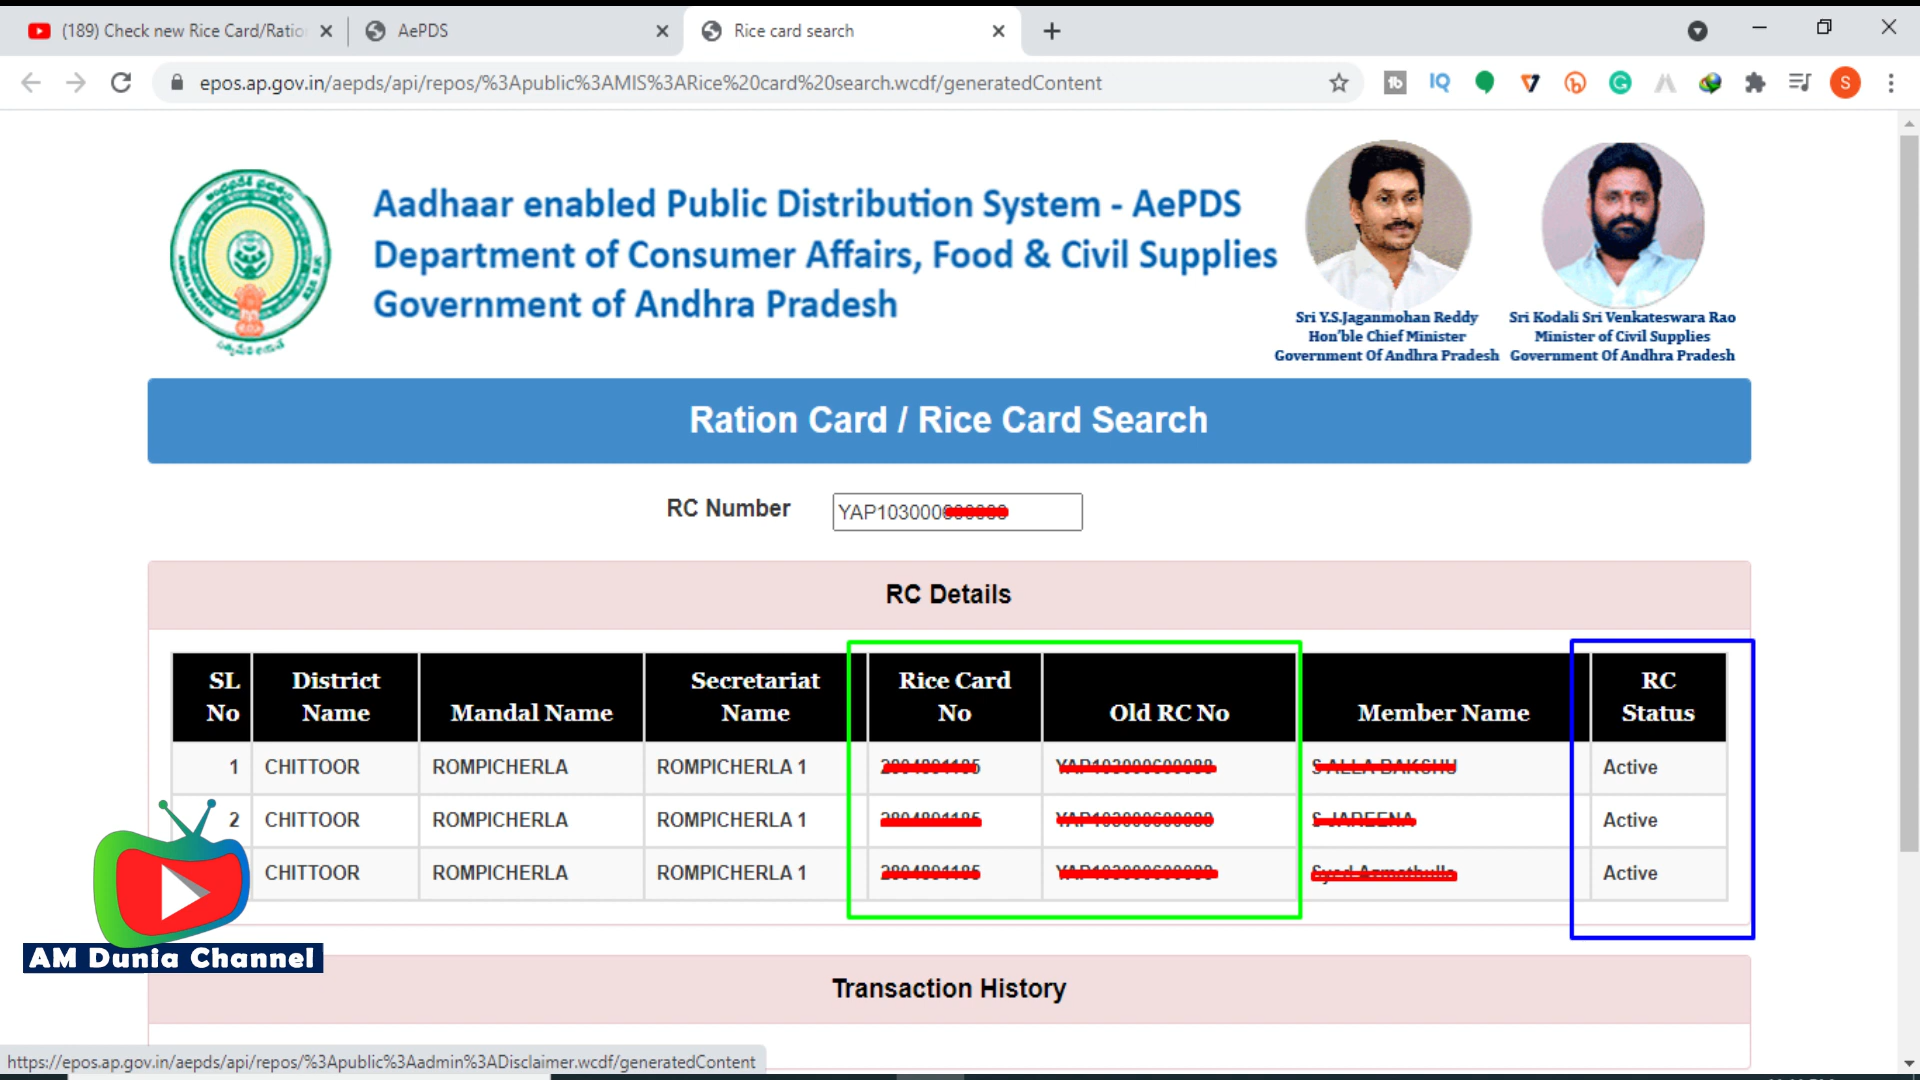 (189) Check new Rice Card/Ratio
AePDS
Rice card search
epos.ap.gov.in/aepds/api/repos/%3Apublic%3AMIS%3ARice%20card%20search.wcdf/generatedContent
Aadhaar enabled Public Distribution System - AePDS
Department of Consumer Affairs, Food & Civil Supplies
Government of Andhra Pradesh
Sri Y.S.Jaganmohan Reddy
Hon'ble Chief Minister
Government Of Andhra Pradesh
Sri Kodali Sri Venkateswara Rao
Minister of Civil Supplies
Government Of Andhra Pradesh
Ration Card / Rice Card Search
RC Number YAP103000
RC Details
SL No District Name Mandal Name Secretariat Name Rice Card No Old RC No Member Name RC Status
1 CHITTOOR ROMPICHERLA ROMPICHERLA 1 Active
2 CHITTOOR ROMPICHERLA ROMPICHERLA 1 Active
CHITTOOR ROMPICHERLA ROMPICHERLA 1 Active
AM Dunia Channel
Transaction History
https://epos.ap.gov.in/aepds/api/repos/%3Apublic%3Aadmin%3ADisclaimer.wcdf/generatedContent